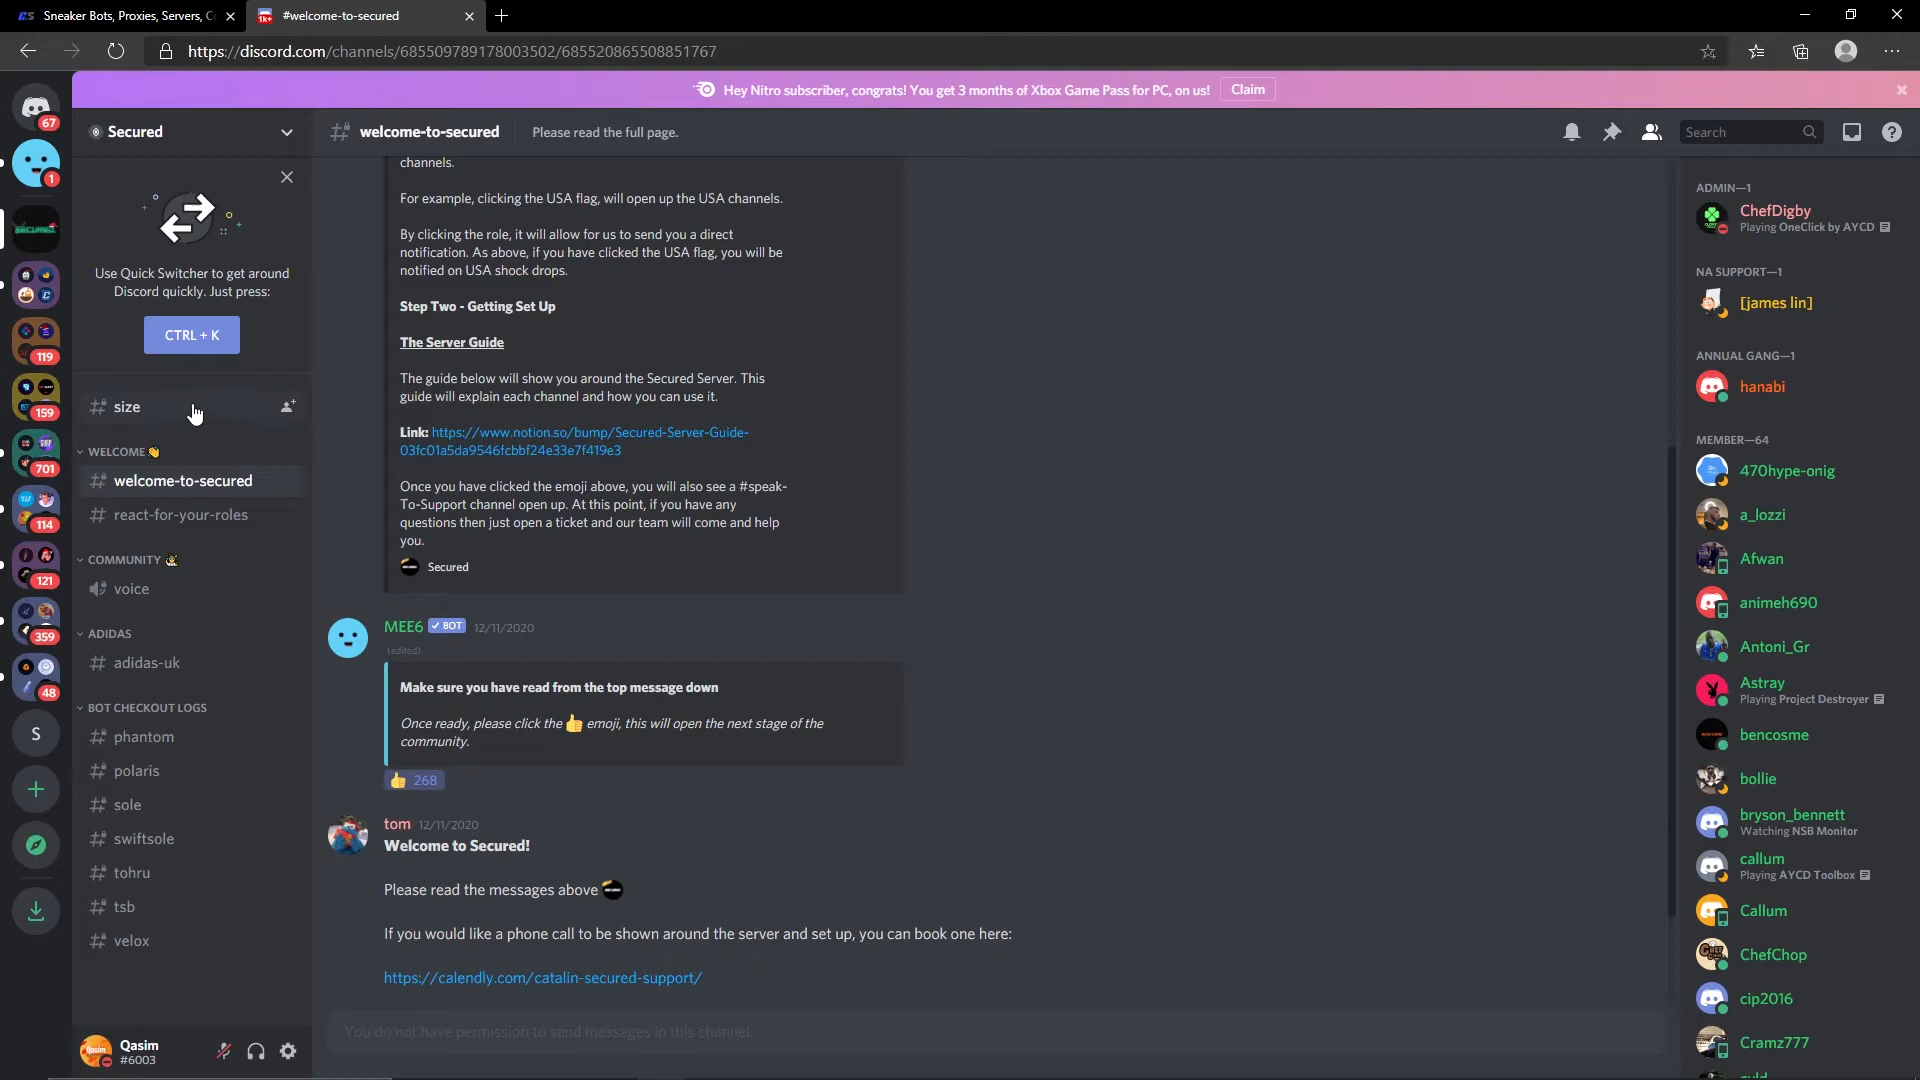 Sneaker Bots, Proxies, Servers, C
#welcome-to-secured
https://discord.com/channels/685509789178003502/685520865508851767
Hey Nitro subscriber, congrats! You get 3 months of Xbox Game Pass for PC, on us!
Claim
67
1
SECURED
119
159
701
114
121
359
48
S
Secured
Use Quick Switcher to get around
Discord quickly. Just press:
CTRL + K
size
WELCOME👋
welcome-to-secured
react-for-your-roles
COMMUNITY
voice
ADIDAS
adidas-uk
BOT CHECKOUT LOGS
phantom
polaris
sole
swiftsole
tohru
tsb
velox
Qasim
#6003
welcome-to-secured
Please read the full page.
Search
channels.
For example, clicking the USA flag, will open up the USA channels.
By clicking the role, it will allow for us to send you a direct
notification. As above, if you have clicked the USA flag, you will be
notified on USA shock drops.
Step Two - Getting Set Up
The Server Guide
The guide below will show you around the Secured Server. This
guide will explain each channel and how you can use it.
Link: https://www.notion.so/bump/Secured-Server-Guide-
03fc01a5da9546fcbbf24e33e7f419e3
Once you have clicked the emoji above, you will also see a #speak-
To-Support channel open up. At this point, if you have any
questions then just open a ticket and our team will come and help
you.
Secured
MEE6 ✓ BOT 12/11/2020
(edited)
Make sure you have read from the top message down
Once ready, please click the 👍 emoji, this will open the next stage of the
community.
👍 268
tom 12/11/2020
Welcome to Secured!
Please read the messages above
If you would like a phone call to be shown around the server and set up, you can book one here:
https://calendly.com/catalin-secured-support/
You do not have permission to send messages in this channel.
ADMIN—1
ChefDigby
Playing OneClick by AYCD
NA SUPPORT—1
[james lin]
ANNUAL GANG—1
hanabi
MEMBER—64
470hype-onig
a_lozzi
Afwan
animeh690
Antoni_Gr
Astray
Playing Project Destroyer
bencosme
bollie
bryson_bennett
Watching NSB Monitor
callum
Playing AYCD Toolbox
Callum
ChefChop
cip2016
Cramz777